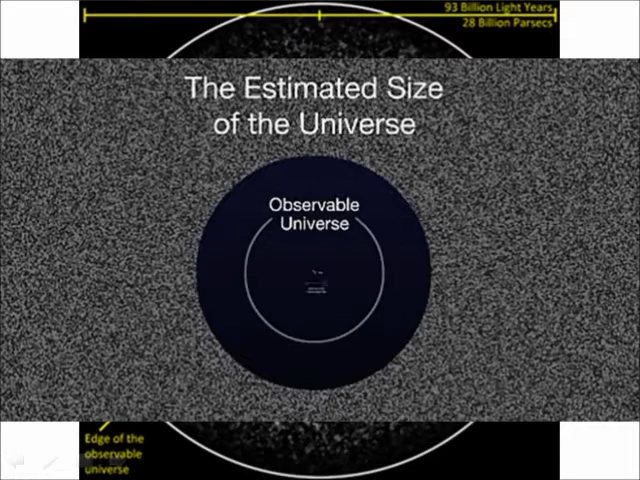 93 Billion Light Years
28 Billion Parsecs
The Estimated Size
of the Universe
Observable
Universe
Edge of the
observable
universe